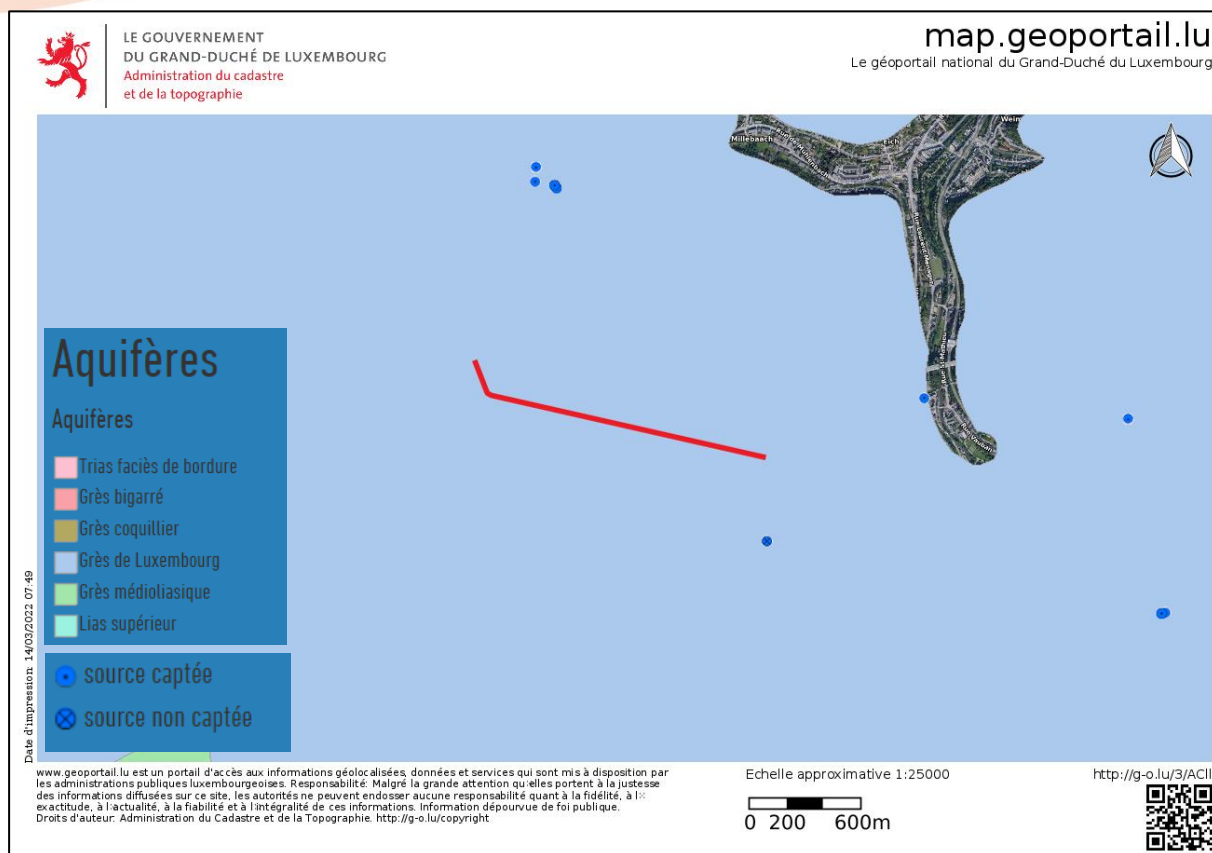 LE GOUVERNEMENT
DU GRAND-DUCHÉ DE LUXEMBOURG
Administration du cadastre
et de la topographie
map.geoportail.lu
Le géoportail national du Grand-Duché du Luxembourg
Millebaach
Eich
Weim
Aquifères
Aquifères
Trias faciès de bordure
Grès bigarré
Grès coquillier
Grès de Luxembourg
Grès médioliasique
Lias supérieur
source captée
source non captée
Date d'impression: 14/03/2022 07:49
www.geoportail.lu est un portail d'accès aux informations géolocalisées, données et services qui sont mis à disposition par
les administrations publiques luxembourgeoises. Responsabilité: Malgré la grande attention qu'elles portent à la justesse
des informations diffusées sur ce site, les autorités ne peuvent endosser aucune responsabilité quant à la fidélité, à l'
exactitude, à l'actualité, à la fiabilité et à l'intégralité de ces informations. Information dépourvue de foi publique.
Droits d'auteur: Administration du Cadastre et de la Topographie. http://g-o.lu/copyright
Echelle approximative 1:25000
0 200 600m
http://g-o.lu/3/ACll